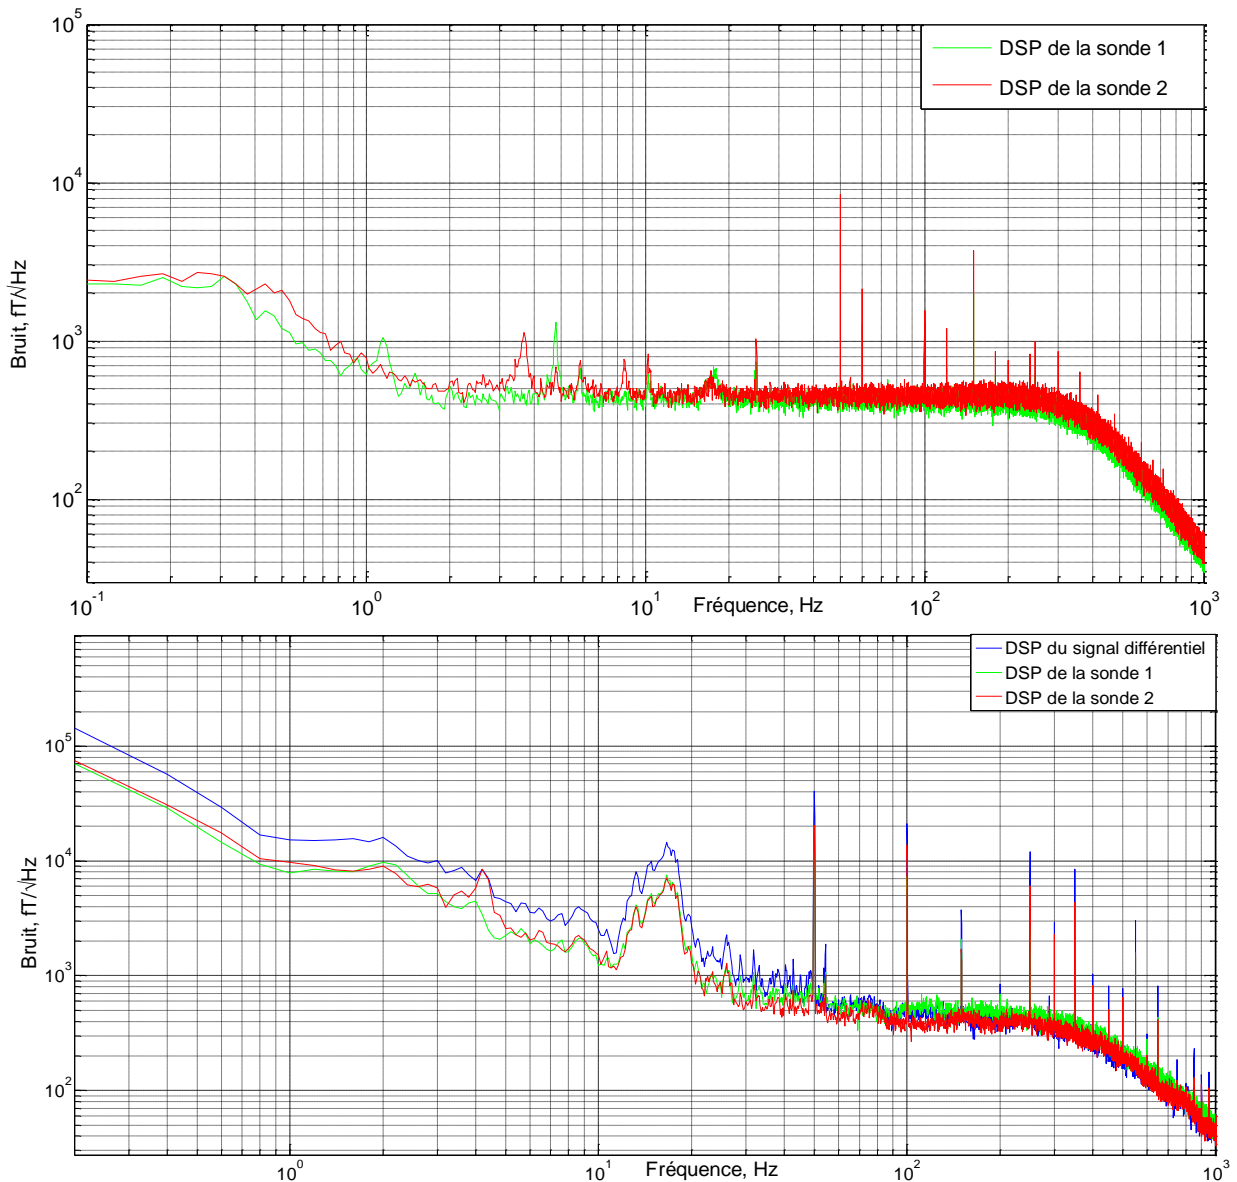 10^5
DSP de la sonde 1
DSP de la sonde 2
10^4
Bruit, fT/√Hz
10^3
10^2
10^-1 10^0 10^1 Fréquence, Hz 10^2 10^3
DSP du signal différentiel
DSP de la sonde 1
DSP de la sonde 2
10^5
10^4
Bruit, fT/√Hz
10^3
10^2
10^0 10^1 Fréquence, Hz 10^2 10^3